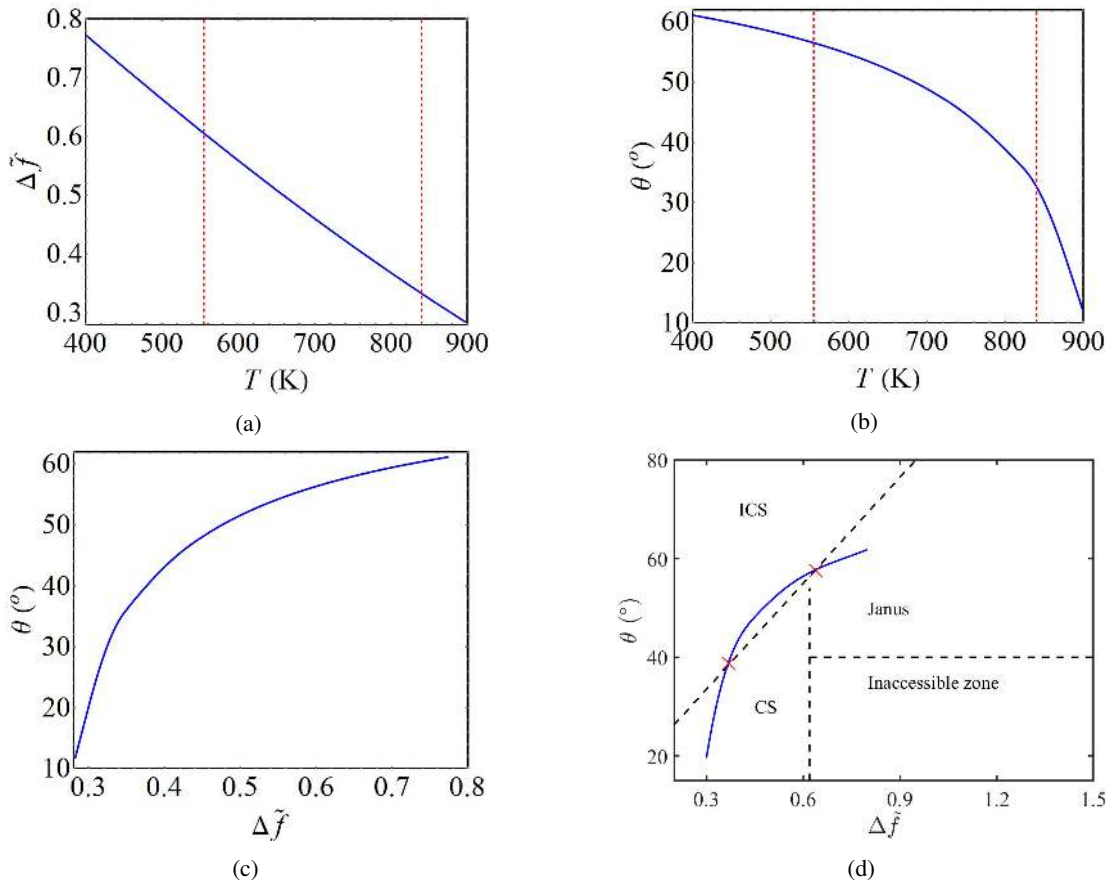 0.8
0.7
0.6
0.5
0.4
0.3
Δf̃
400 500 600 700 800 900
T (K)
(a)
60
50
40
30
20
10
θ (°)
400 500 600 700 800 900
T (K)
(b)
60
50
40
30
20
10
θ (°)
0.3 0.4 0.5 0.6 0.7 0.8
Δf̃
(c)
80
60
40
20
θ (°)
ICS
Janus
Inaccessible zone
CS
0.3 0.6 0.9 1.2 1.5
Δf̃
(d)